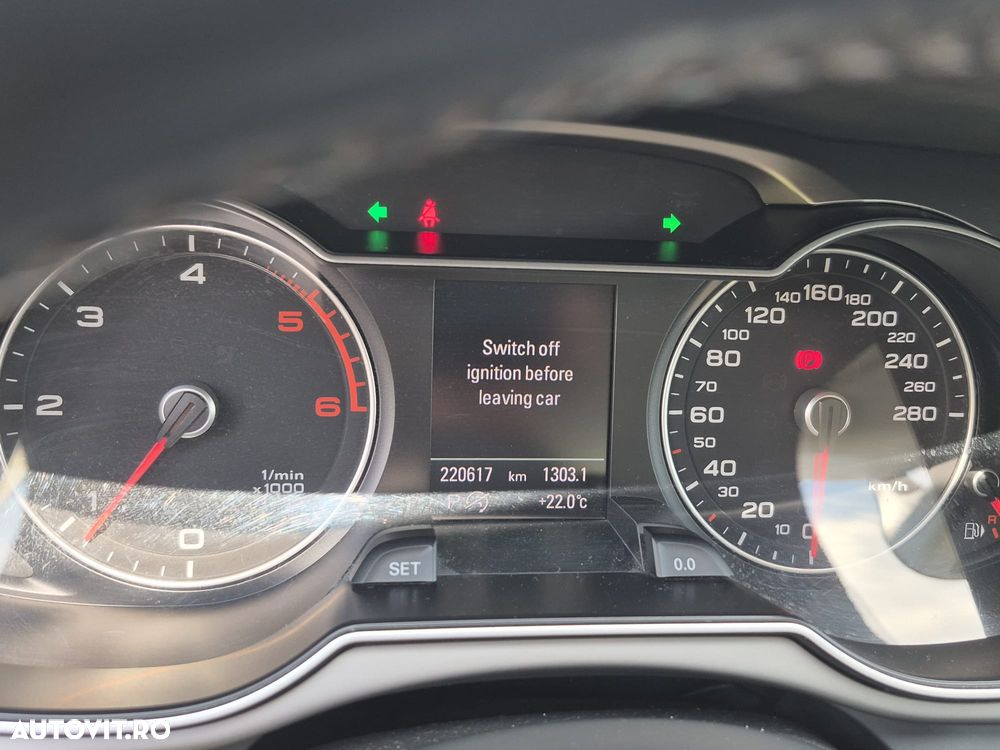 4
3
5
2
6
1/min
x1000
1
0
Switch off
ignition before
leaving car
220617 km 1303.1
P +22.0°c
SET
0.0
140 160 180
120 200
100 220
80 240
70 260
60 280
50
40
km/h
30
20
10
0
AUTOVIT.RO